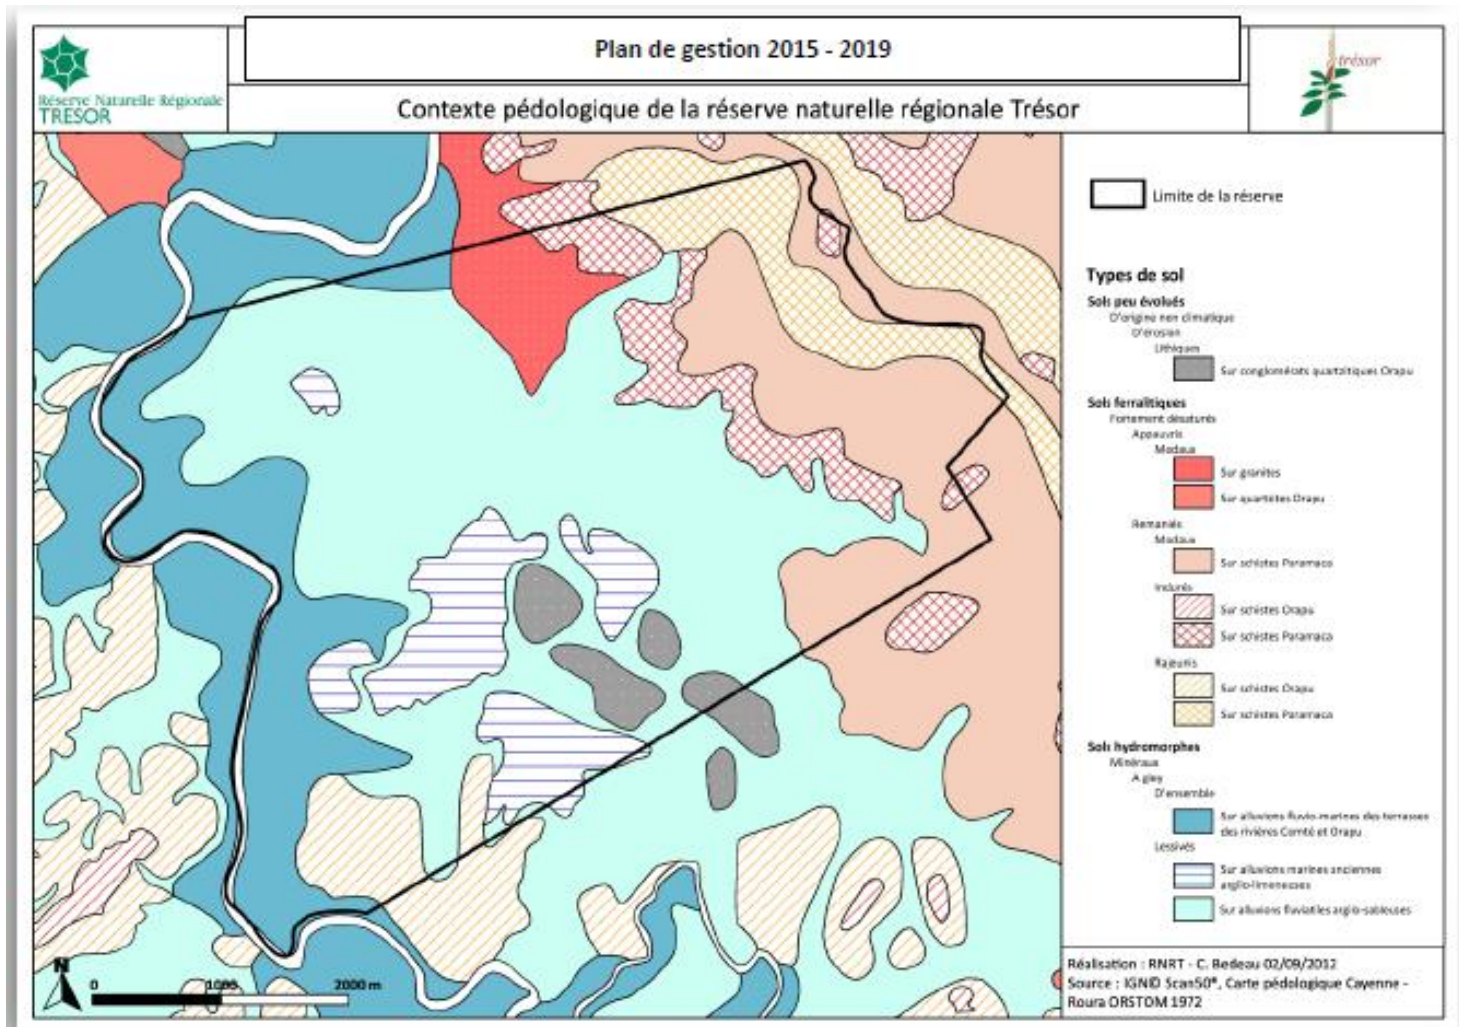 Plan de gestion 2015 - 2019
Réserve Naturelle Régionale
TRESOR
trésor
Contexte pédologique de la réserve naturelle régionale Trésor
Limite de la réserve
Types de sol
Sols peu évolués
D'origine non climatique
D'érosion
Lithiques
Sur conglomérats quartzitiques Orapu
Sols ferralitiques
Fortement désaturés
Appauvris
Modaux
Sur granites
Sur quartzites Orapu
Remaniés
Modaux
Sur schistes Paramaca
Indurés
Sur schistes Orapu
Sur schistes Paramaca
Rajeunis
Sur schistes Orapu
Sur schistes Paramaca
Sols hydromorphes
Minéraux
A gley
D'ensemble
Sur alluvions fluvio-marines des terrasses
des rivières Comté et Orapu
Lessivés
Sur alluvions marines anciennes
argilo-limoneuses
Sur alluvions fluviatiles argilo-sableuses
N
0 1000 2000 m
Réalisation : RNRT - C. Bedeau 02/09/2012
Source : IGN© Scan50®, Carte pédologique Cayenne -
Roura ORSTOM 1972